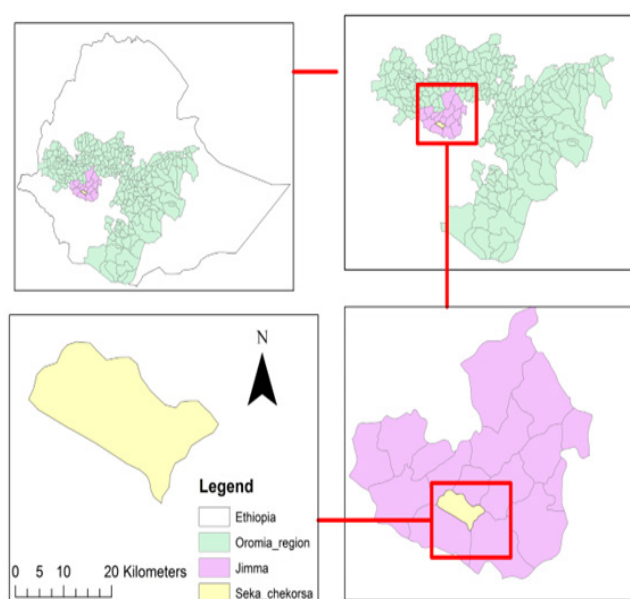 N
Legend
Ethiopia
Oromia_region
Jimma
Seka_chekorsa
0 5 10 20 Kilometers